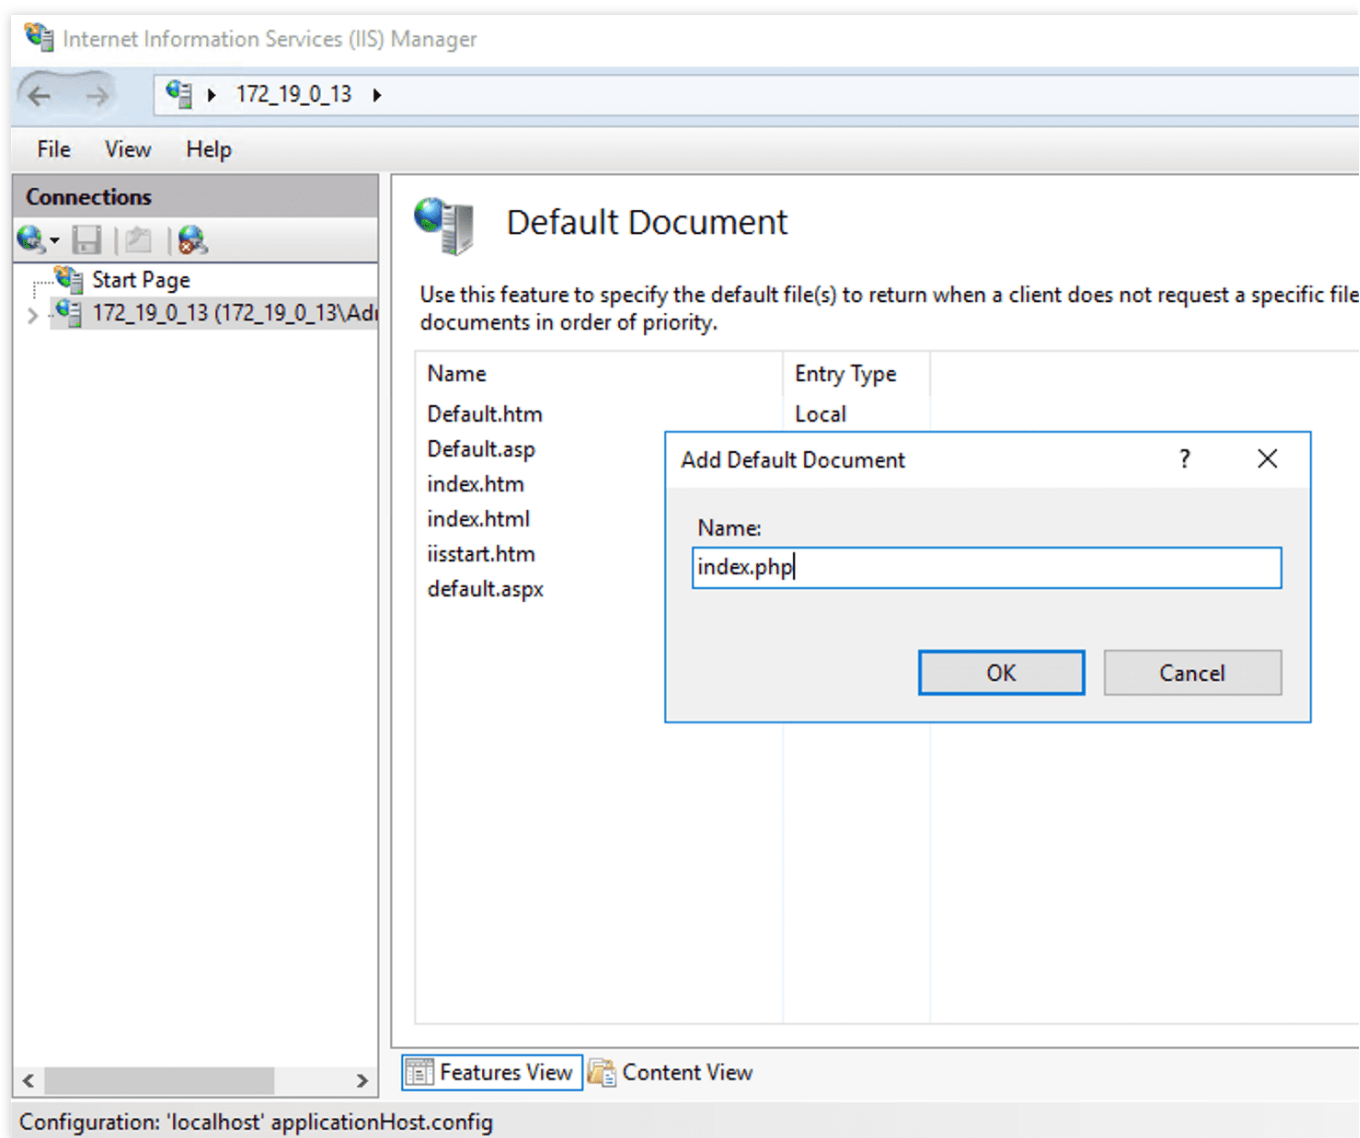 Internet Information Services (IIS) Manager
172_19_0_13
File View Help
Connections
Start Page
172_19_0_13 (172_19_0_13\Adr
Default Document
Use this feature to specify the default file(s) to return when a client does not request a specific file
documents in order of priority.
Name Entry Type
Default.htm Local
Default.asp
index.htm
index.html
iisstart.htm
default.aspx
Add Default Document ?
Name:
index.php
OK Cancel
Features View Content View
Configuration: 'localhost' applicationHost.config